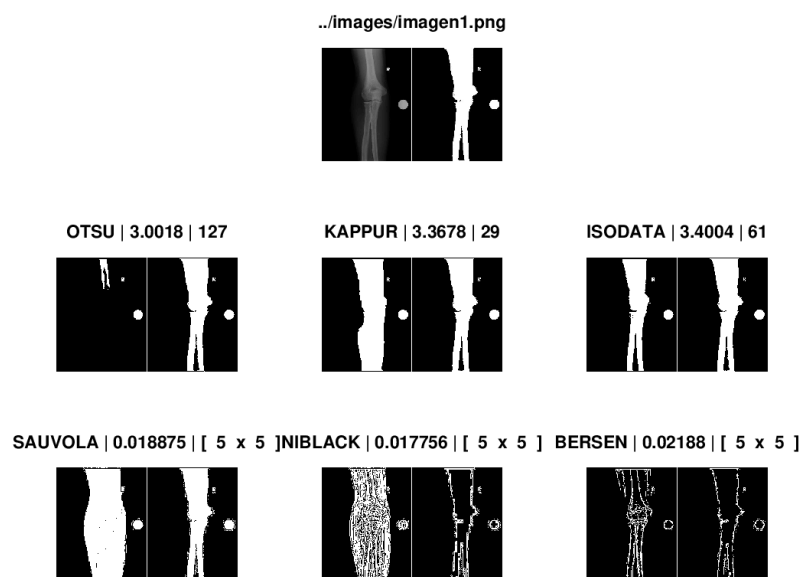 ../images/imagen1.png
OTSU | 3.0018 | 127
KAPPUR | 3.3678 | 29
ISODATA | 3.4004 | 61
SAUVOLA | 0.018875 | [ 5 x 5 ]
NIBLACK | 0.017756 | [ 5 x 5 ]
BERSEN | 0.02188 | [ 5 x 5 ]